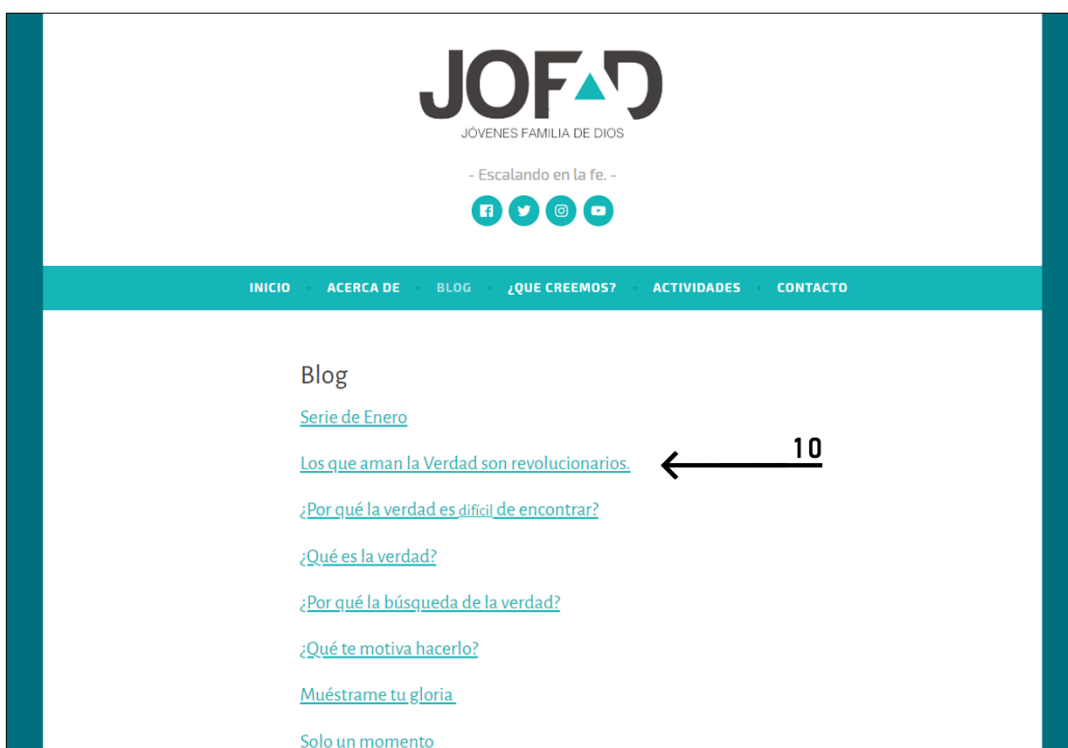 JOFAD
JÓVENES FAMILIA DE DIOS
- Escalando en la fe. -
INICIO · ACERCA DE · BLOG · ¿QUE CREEMOS? · ACTIVIDADES · CONTACTO
Blog
Serie de Enero
Los que aman la Verdad son revolucionarios.
10
¿Por qué la verdad es difícil de encontrar?
¿Qué es la verdad?
¿Por qué la búsqueda de la verdad?
¿Qué te motiva hacerlo?
Muéstrame tu gloria
Solo un momento